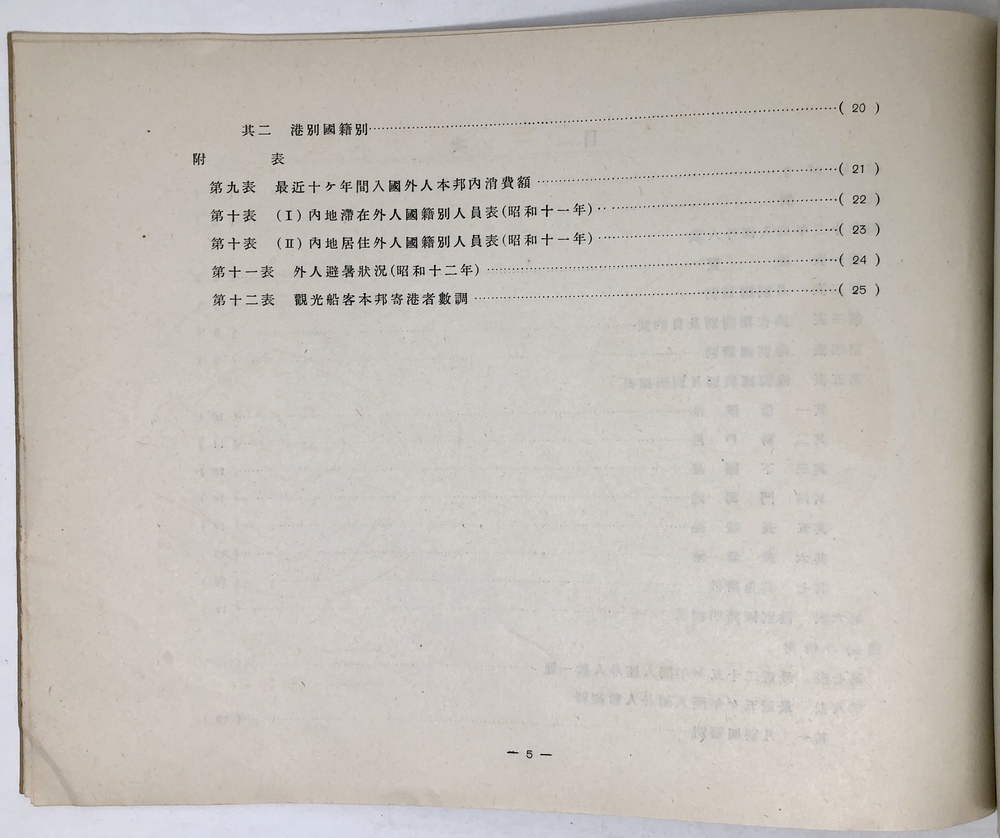 其二　港別國籍別……………………………………( 20 )
附　　　表
第九表　最近十ヶ年間入國外人本邦內消費額……………………………………( 21 )
第十表　(Ⅰ)內地滯在外人國籍別人員表(昭和十一年)……………………………………( 22 )
第十表　(Ⅱ)內地居住外人國籍別人員表(昭和十一年)……………………………………( 23 )
第十一表　外人避暑狀況(昭和十二年)……………………………………( 24 )
第十二表　觀光船客本邦寄港者數調……………………………………( 25 )
— 5 —